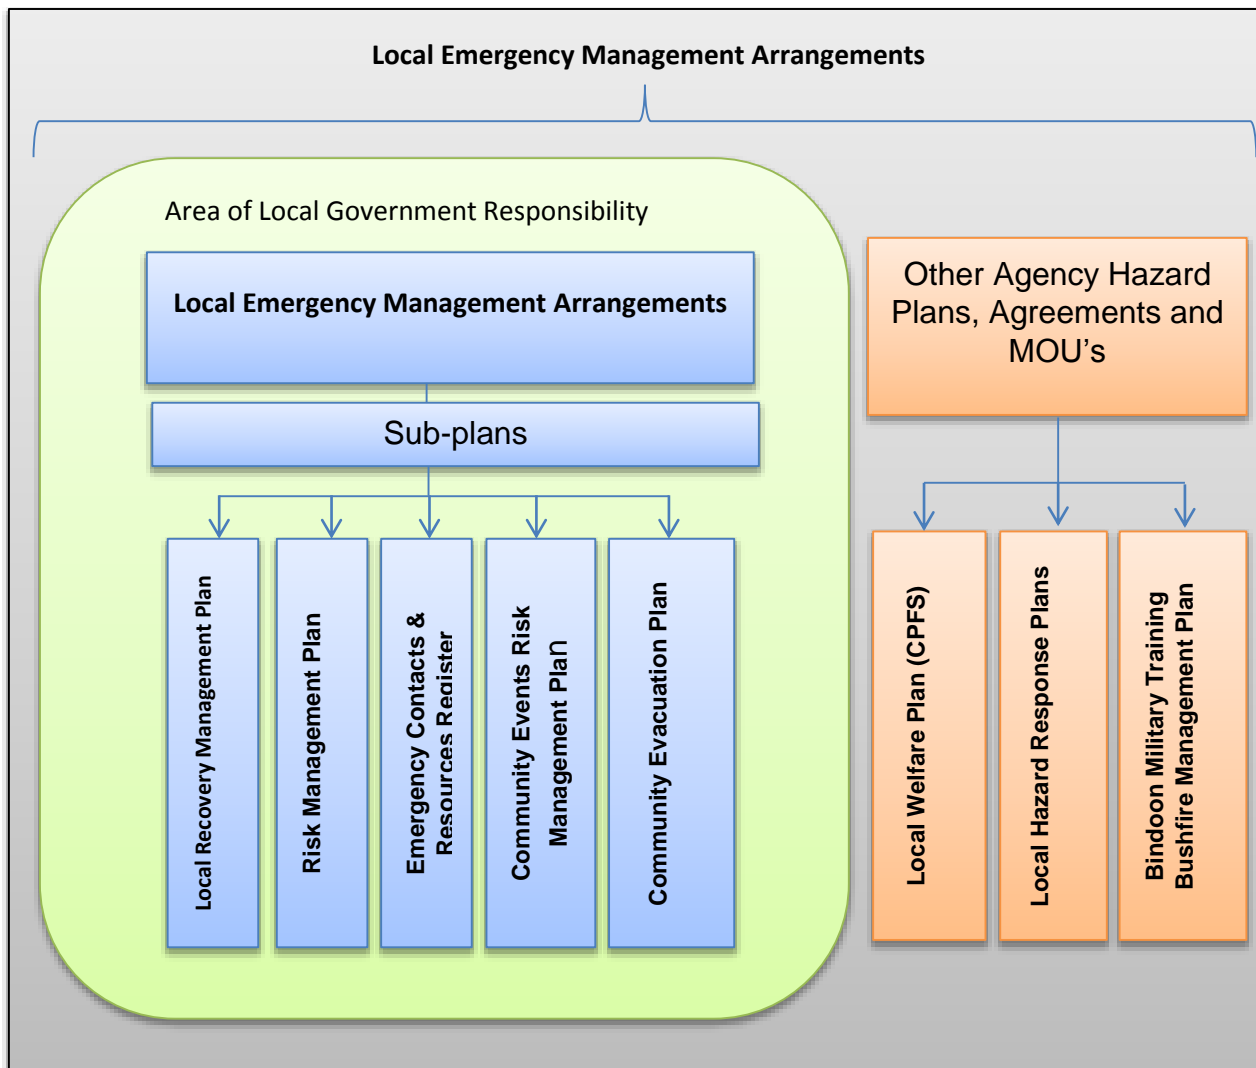 Local Emergency Management Arrangements
Area of Local Government Responsibility
Local Emergency Management Arrangements
Sub-plans
Local Recovery Management Plan
Risk Management Plan
Emergency Contacts &
Resources Register
Community Events Risk
Management Plan
Community Evacuation Plan
Other Agency Hazard
Plans, Agreements and
MOU’s
Local Welfare Plan (CPFS)
Local Hazard Response Plans
Bindoon Military Training
Bushfire Management Plan